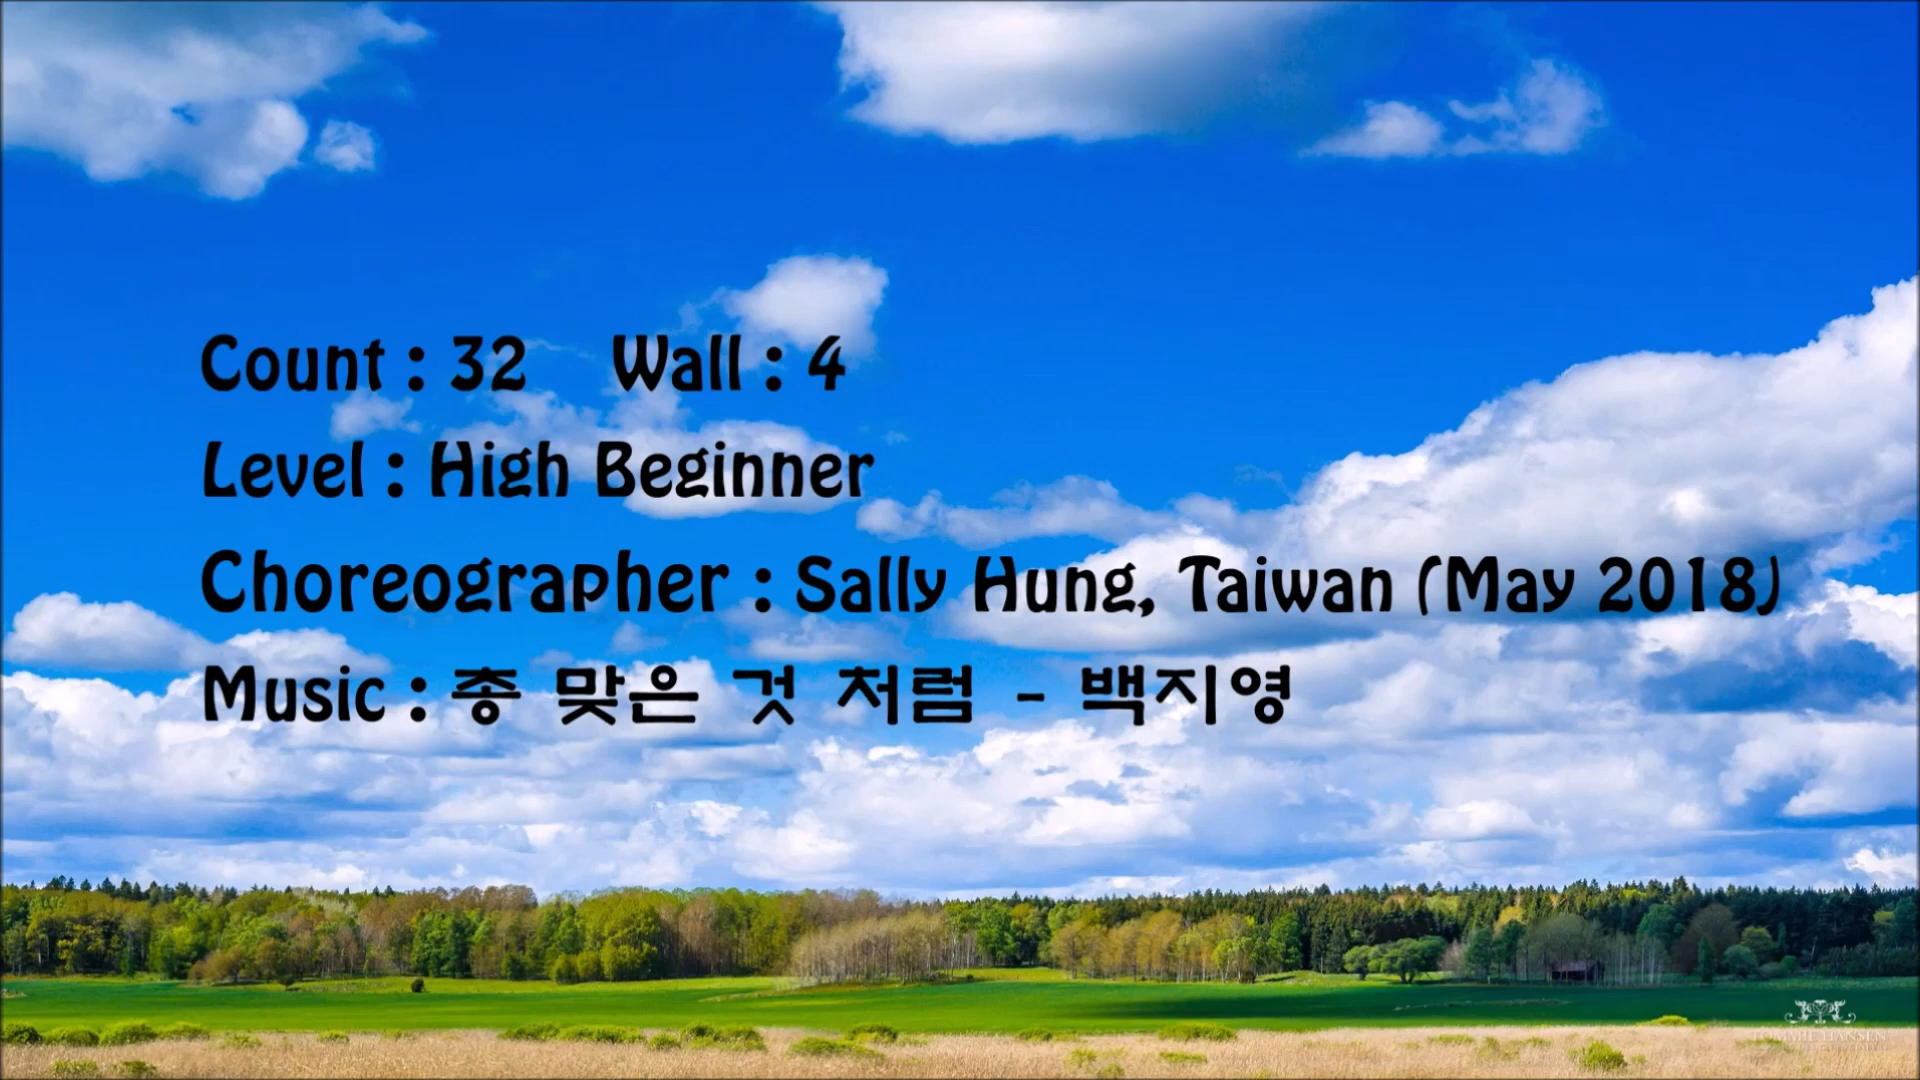 Count : 32 Wall : 4
Level : High Beginner
Choreographer : Sally Hung, Taiwan (May 2018)
Music : 총 맞은 것 처럼 - 백지영